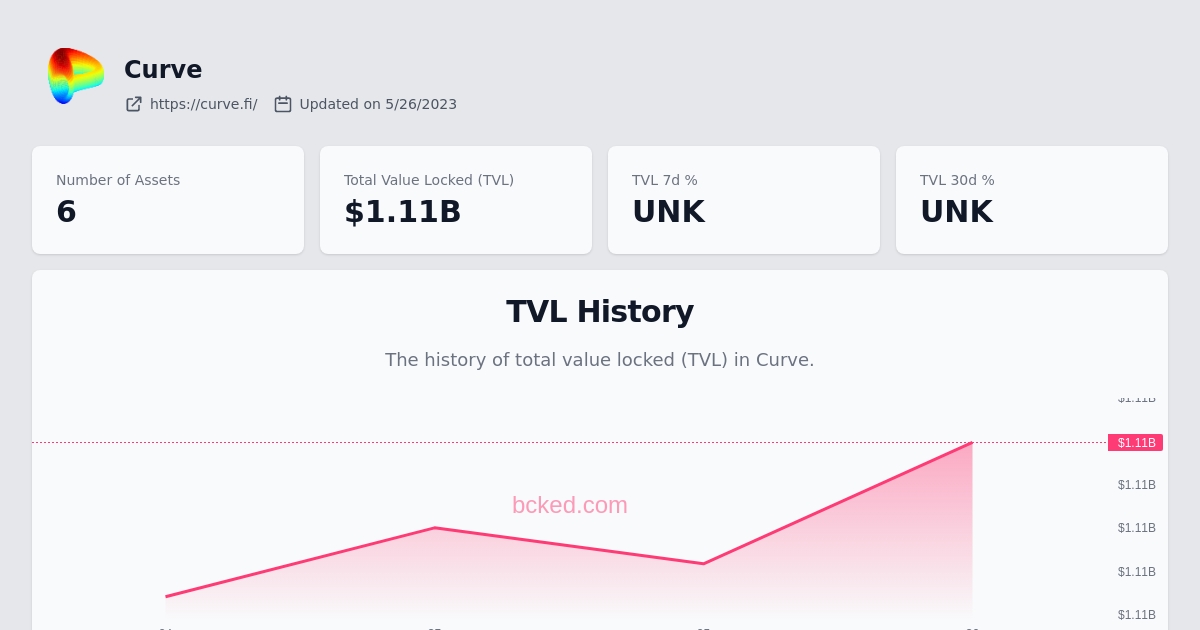 Curve
https://curve.fi/ Updated on 5/26/2023
Number of Assets
6
Total Value Locked (TVL)
$1.11B
TVL 7d %
UNK
TVL 30d %
UNK
TVL History
The history of total value locked (TVL) in Curve.
$1.11B
$1.11B
bcked.com
$1.11B
$1.11B
$1.11B
$1.11B